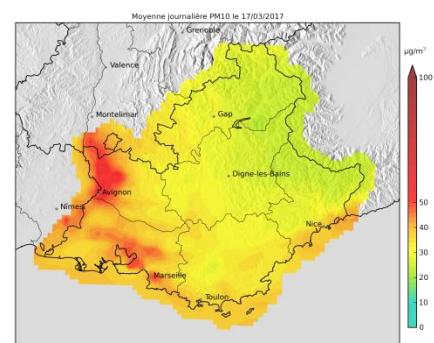 Moyenne journalière PM10 le 17/03/2017
Grenoble
µg/m³
Valence
100
Montelimar
Gap
Digne-les-Bains
Avignon
50
Nîmes
40
Nice
30
Marseille
20
Toulon
10
0